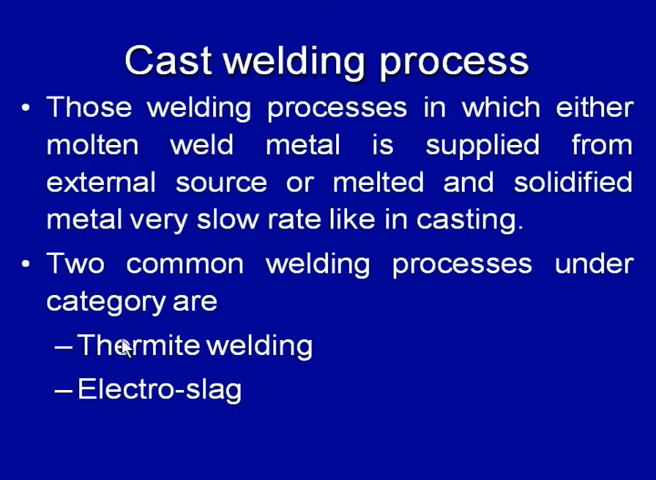 Cast welding process
• Those welding processes in which either
molten weld metal is supplied from
external source or melted and solidified
metal very slow rate like in casting.
• Two common welding processes under
category are
– Thermite welding
– Electro-slag